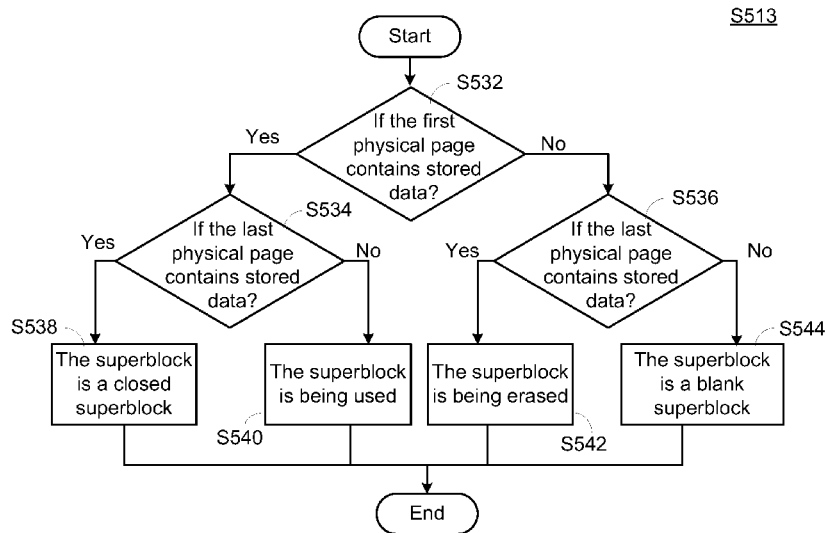 S513
Start
S532
If the first
physical page
contains stored
data?
Yes
No
S534
If the last
physical page
contains stored
data?
Yes
No
S536
If the last
physical page
contains stored
data?
Yes
No
S538
The superblock
is a closed
superblock
The superblock
is being used
S540
The superblock
is being erased
S542
S544
The superblock
is a blank
superblock
End